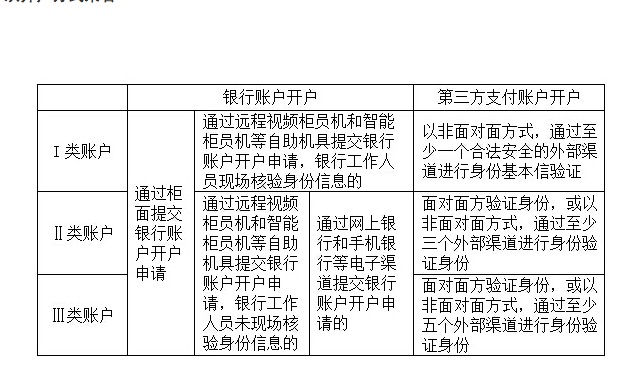 银行账户开户
第三方支付账户开户
Ⅰ类账户
通过柜
面提交
银行账
户开户
申请
通过远程视频柜员机和智能
柜员机等自助机具提交银行
账户开户申请，银行工作人
员现场核验身份信息的
以非面对面方式，通过至
少一个合法安全的外部渠
道进行身份基本信验证
Ⅱ类账户
通过远程视频
柜员机和智能
柜员机等自助
机具提交银行
账户开户申
请，银行工作
人员未现场核
验身份信息的
通过网上银
行和手机银
行等电子渠
道提交银行
账户开户申
请的
面对面方验证身份，或以
非面对面方式，通过至少
三个外部渠道进行身份验
证身份
Ⅲ类账户
面对面方验证身份，或以
非面对面方式，通过至少
五个外部渠道进行身份验
证身份